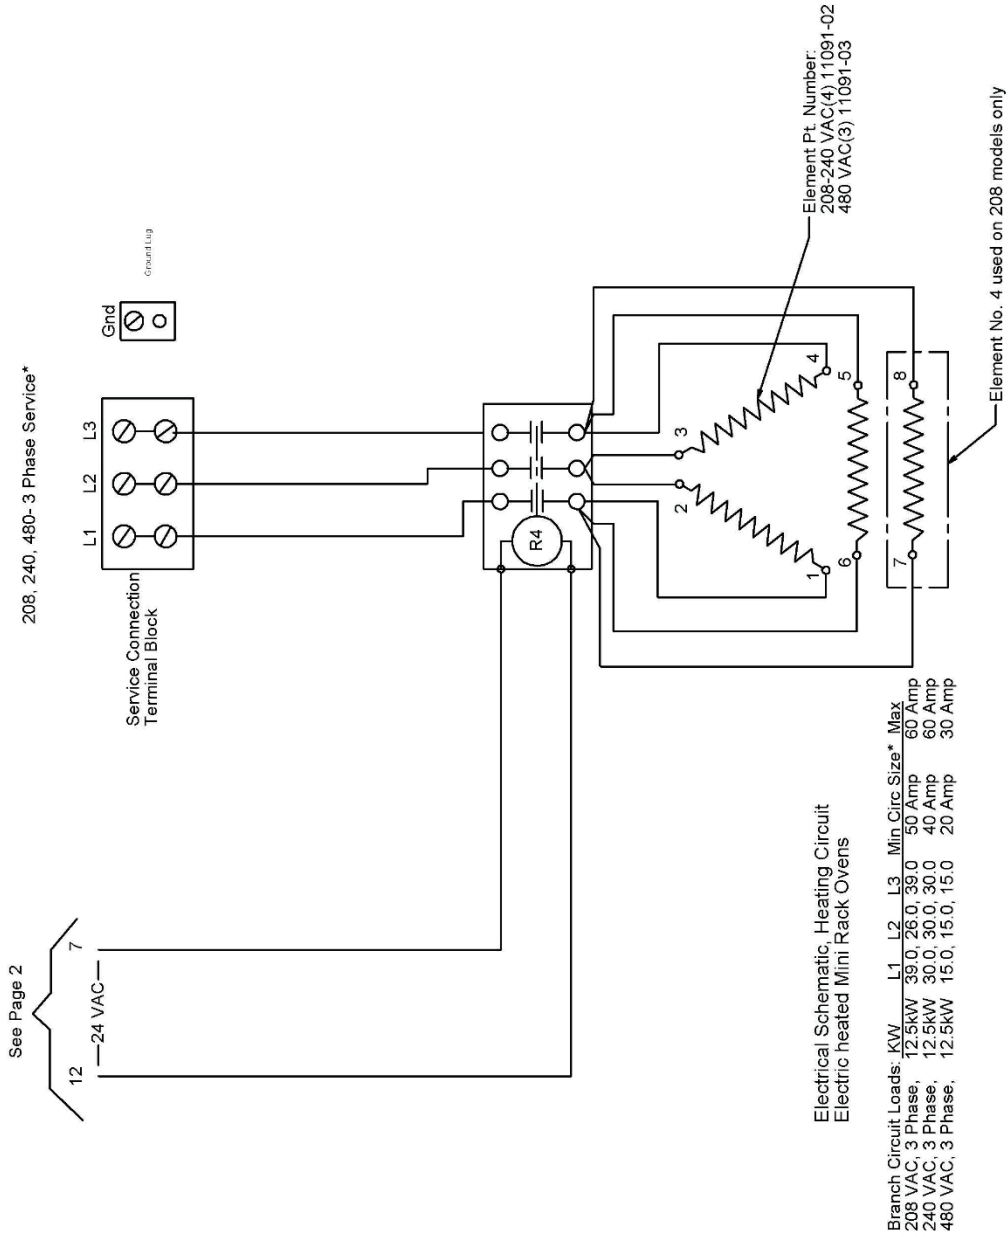 208, 240, 480- 3 Phase Service*
See Page 2
12
7
24 VAC
Service Connection
Terminal Block
L1
L2
L3
Gnd
Ground Lug
R4
1
2
3
4
5
6
7
8
Element Pt. Number:
208-240 VAC(4) 11091-02
480 VAC(3) 11091-03
Element No. 4 used on 208 models only
Electrical Schematic, Heating Circuit
Electric heated Mini Rack Ovens
Branch Circuit Loads: KW L1 L2 L3 Min Circ Size* Max
208 VAC, 3 Phase, 12.5kW 39.0, 26.0, 39.0 50 Amp 60 Amp
240 VAC, 3 Phase, 12.5kW 30.0, 30.0, 30.0 40 Amp 60 Amp
480 VAC, 3 Phase, 12.5kW 15.0, 15.0, 15.0 20 Amp 30 Amp